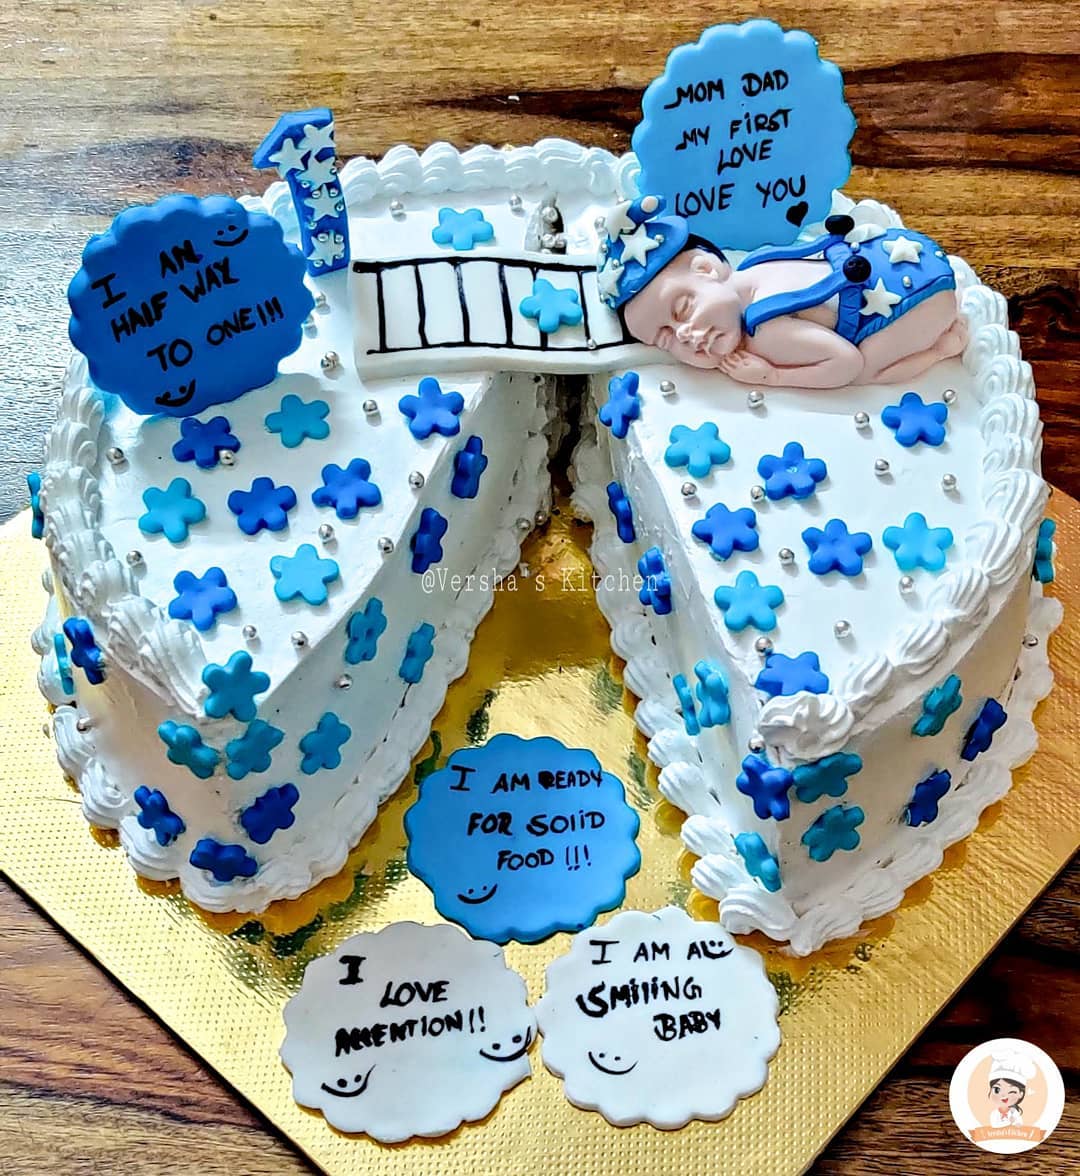 MOM DAD
MY FIRST
LOVE
LOVE YOU
I AM
HALF WAY
TO ONE!!!
@Versha's Kitchen
I AM READY
FOR SOlID
FOOD!!!
I
LOVE
ATTENTION!!
I AM A
SMIlING
BABY